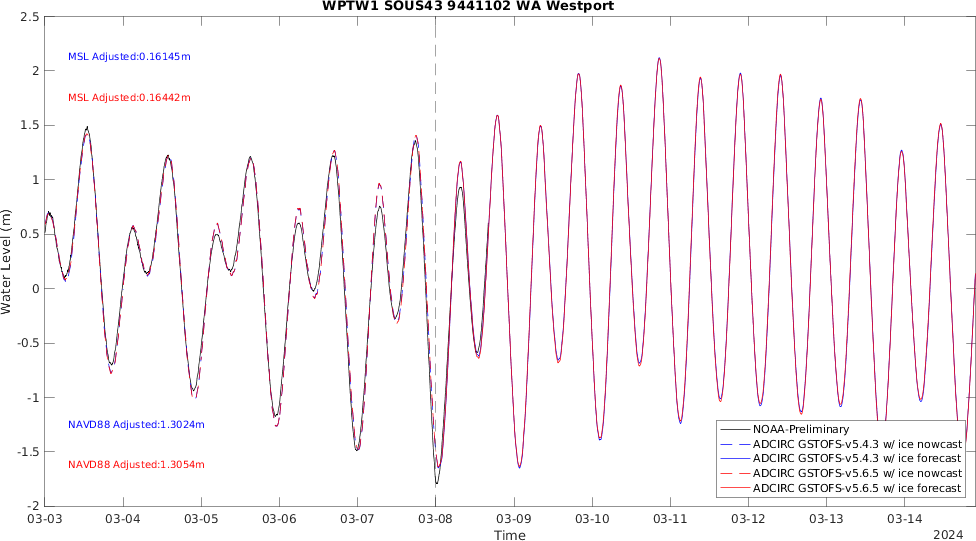 WPTW1 SOUS43 9441102 WA Westport
2.5
2
1.5
1
0.5
0
-0.5
-1
-1.5
-2
Water Level (m)
MSL Adjusted:0.16145m
MSL Adjusted:0.16442m
NAVD88 Adjusted:1.3024m
NAVD88 Adjusted:1.3054m
NOAA-Preliminary
ADCIRC GSTOFS-v5.4.3 w/ ice nowcast
ADCIRC GSTOFS-v5.4.3 w/ ice forecast
ADCIRC GSTOFS-v5.6.5 w/ ice nowcast
ADCIRC GSTOFS-v5.6.5 w/ ice forecast
03-03 03-04 03-05 03-06 03-07 03-08 03-09 03-10 03-11 03-12 03-13 03-14
Time
2024